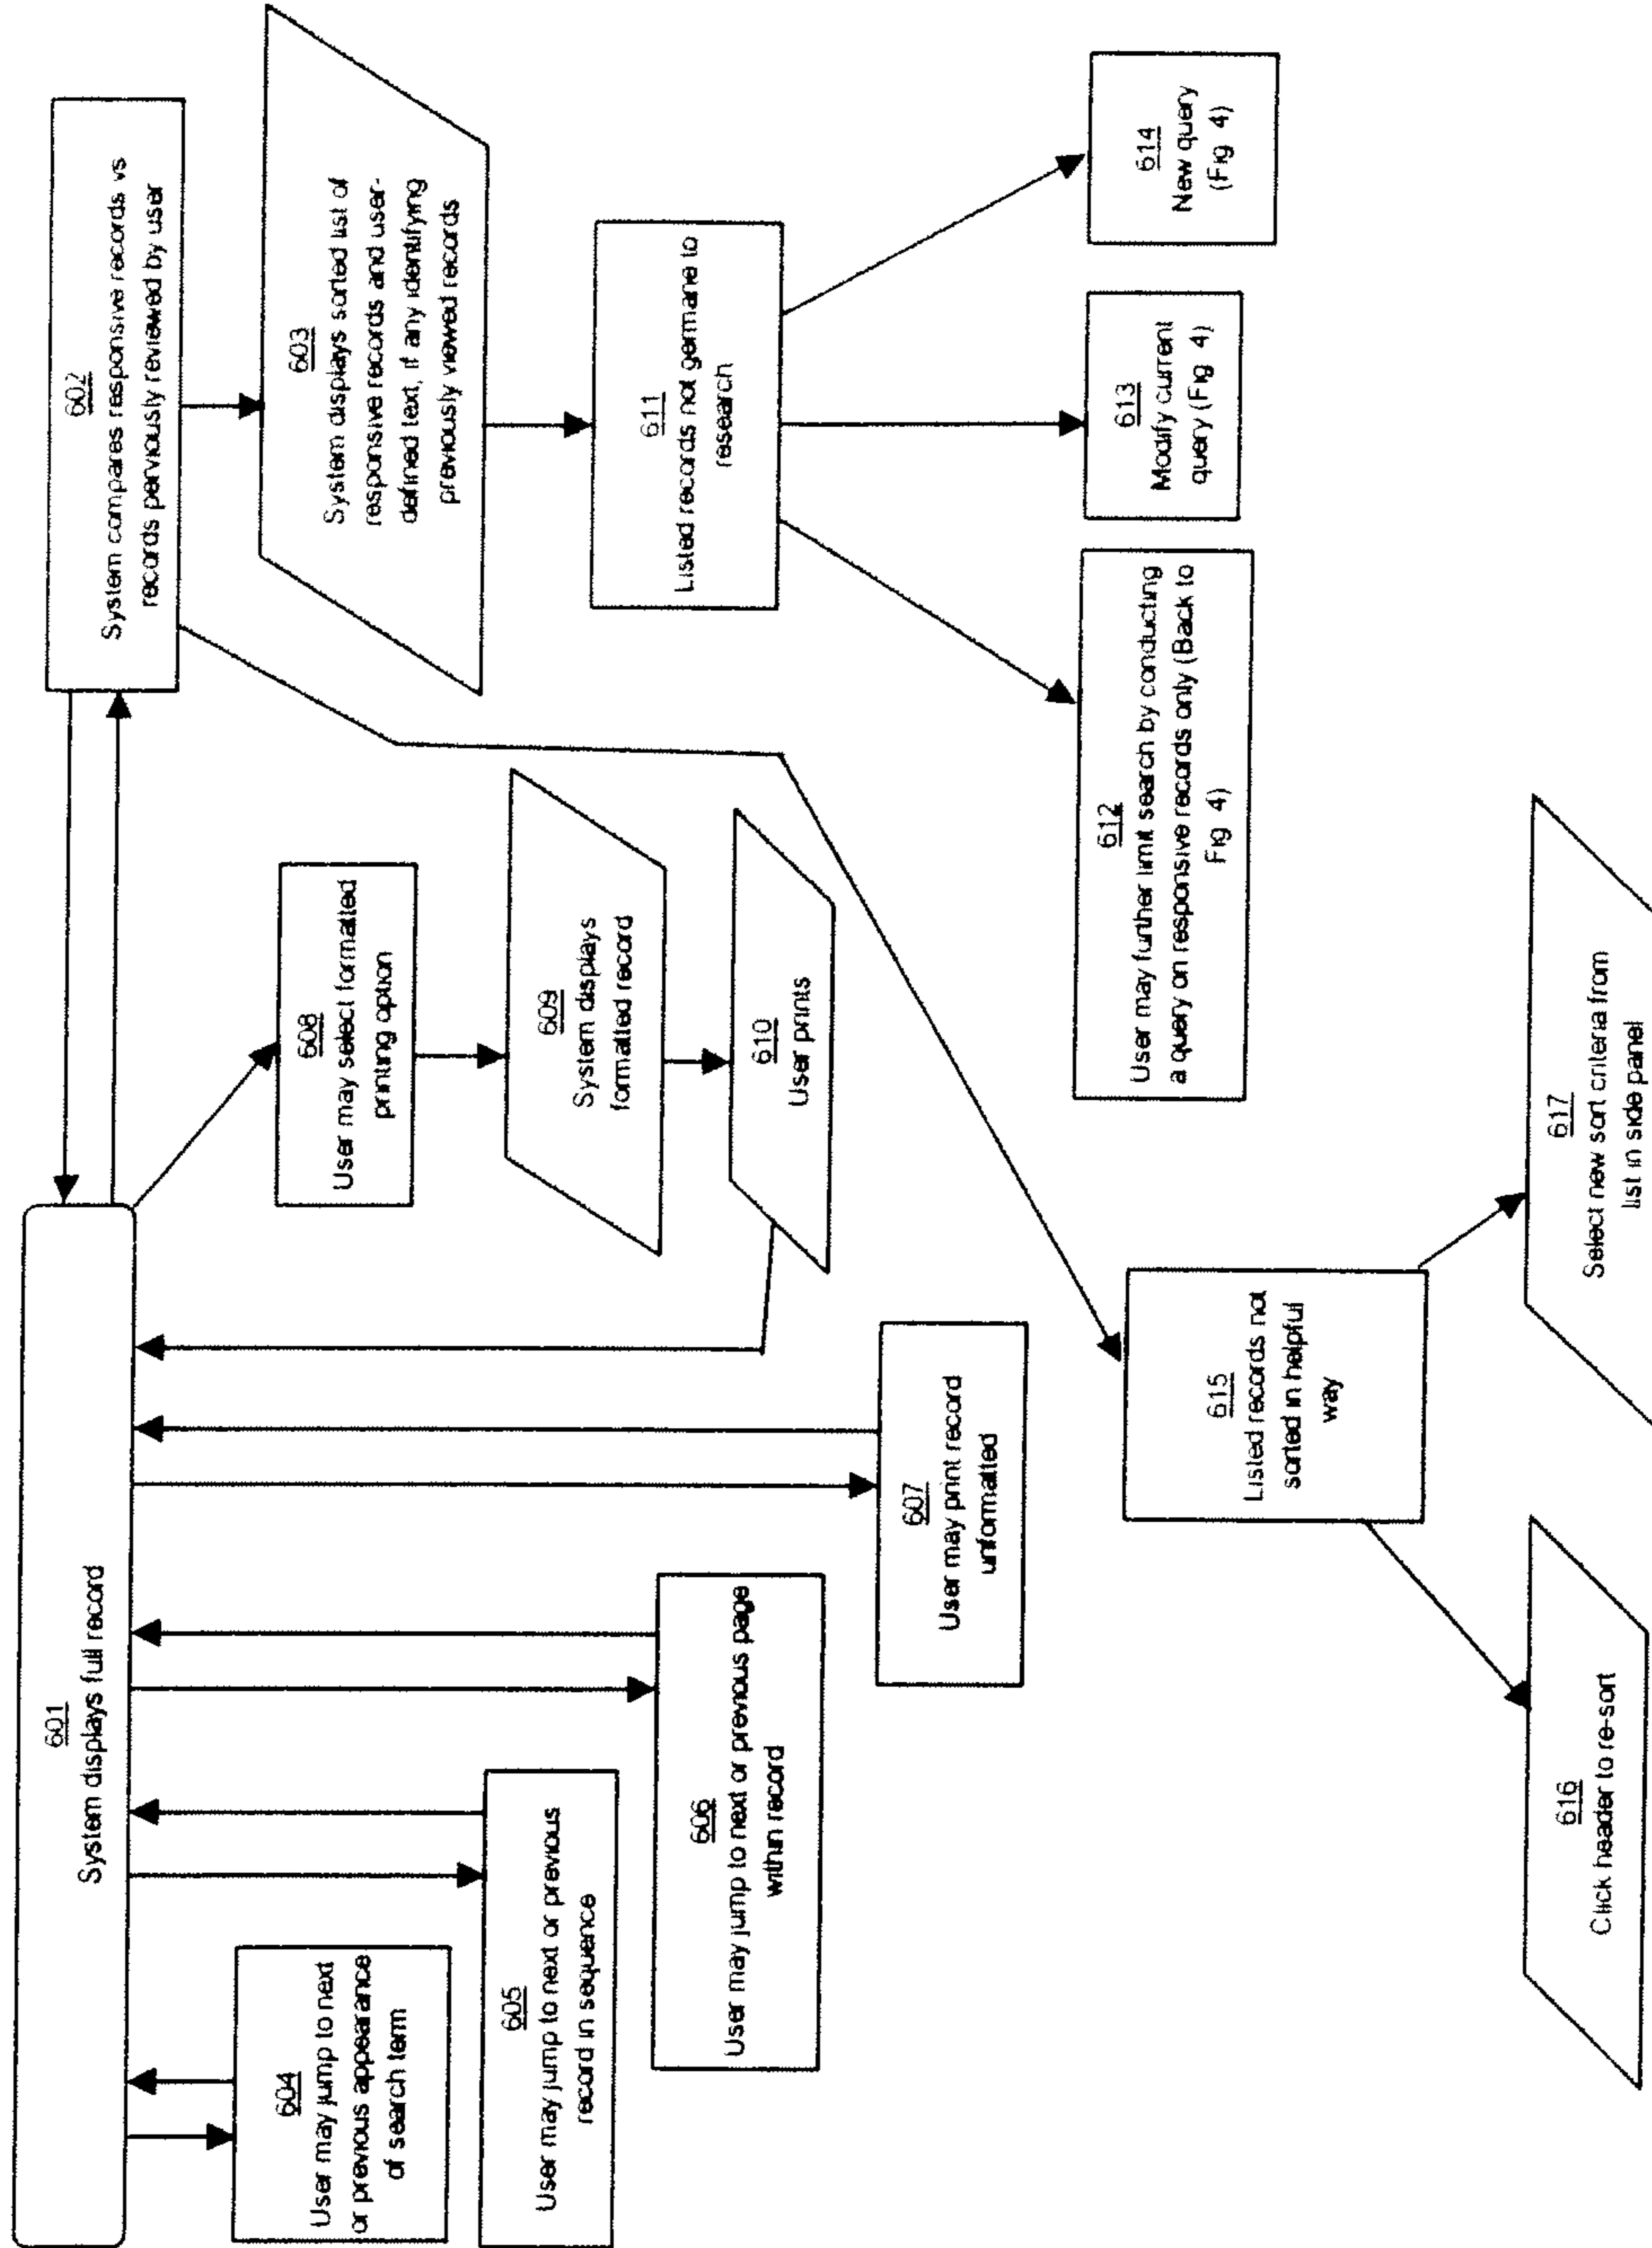 601
System displays full record
602
System compares responsive records vs
records perviously reviewed by user
603
System displays sorted list of
responsive records and user-
defined text, if any identifying
previously viewed records
604
User may jump to next
or previous appearance
of search term
605
User may jump to next or previous
record in sequence
606
User may jump to next or previous page
within record
607
User may print record
unformatted
608
User may select formatted
printing option
609
System displays
formatted record
610
User prints
611
Listed records not germane to
research
612
User may further limit search by conducting
a query on responsive records only (Back to
Fig 4)
613
Modify current
query (Fig 4)
614
New query
(Fig 4)
615
Listed records not
sorted in helpful
way
616
Click header to re-sort
617
Select new sort criteria from
list in side panel